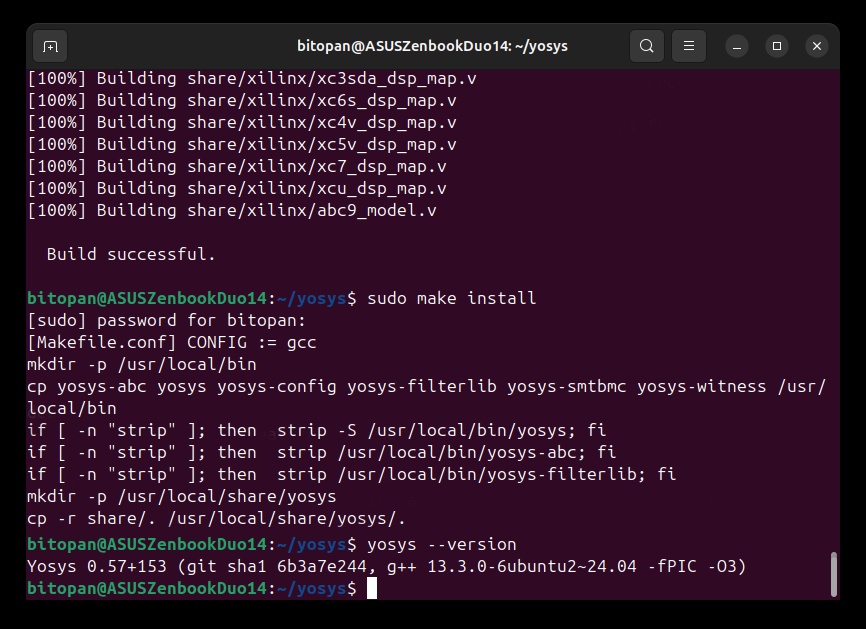 bitopan@ASUSZenbookDuo14: ~/yosys
[100%] Building share/xilinx/xc3sda_dsp_map.v
[100%] Building share/xilinx/xc6s_dsp_map.v
[100%] Building share/xilinx/xc4v_dsp_map.v
[100%] Building share/xilinx/xc5v_dsp_map.v
[100%] Building share/xilinx/xc7_dsp_map.v
[100%] Building share/xilinx/xcu_dsp_map.v
[100%] Building share/xilinx/abc9_model.v
  Build successful.
bitopan@ASUSZenbookDuo14:~/yosys$ sudo make install
[sudo] password for bitopan:
[Makefile.conf] CONFIG := gcc
mkdir -p /usr/local/bin
cp yosys-abc yosys yosys-config yosys-filterlib yosys-smtbmc yosys-witness /usr/
local/bin
if [ -n "strip" ]; then  strip -S /usr/local/bin/yosys; fi
if [ -n "strip" ]; then  strip /usr/local/bin/yosys-abc; fi
if [ -n "strip" ]; then  strip /usr/local/bin/yosys-filterlib; fi
mkdir -p /usr/local/share/yosys
cp -r share/. /usr/local/share/yosys/.
bitopan@ASUSZenbookDuo14:~/yosys$ yosys --version
Yosys 0.57+153 (git sha1 6b3a7e244, g++ 13.3.0-6ubuntu2~24.04 -fPIC -O3)
bitopan@ASUSZenbookDuo14:~/yosys$